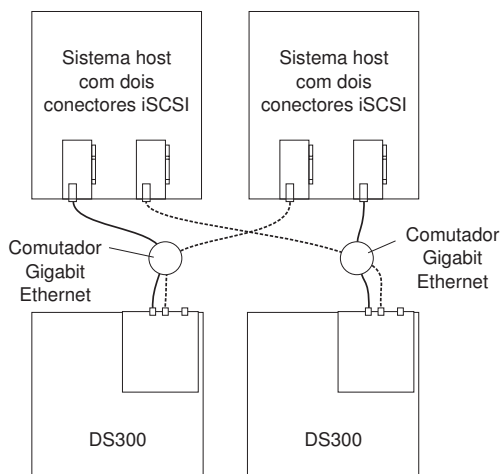 Sistema host
com dois
conectores iSCSI
Sistema host
com dois
conectores iSCSI
Comutador
Gigabit
Ethernet
Comutador
Gigabit
Ethernet
DS300
DS300